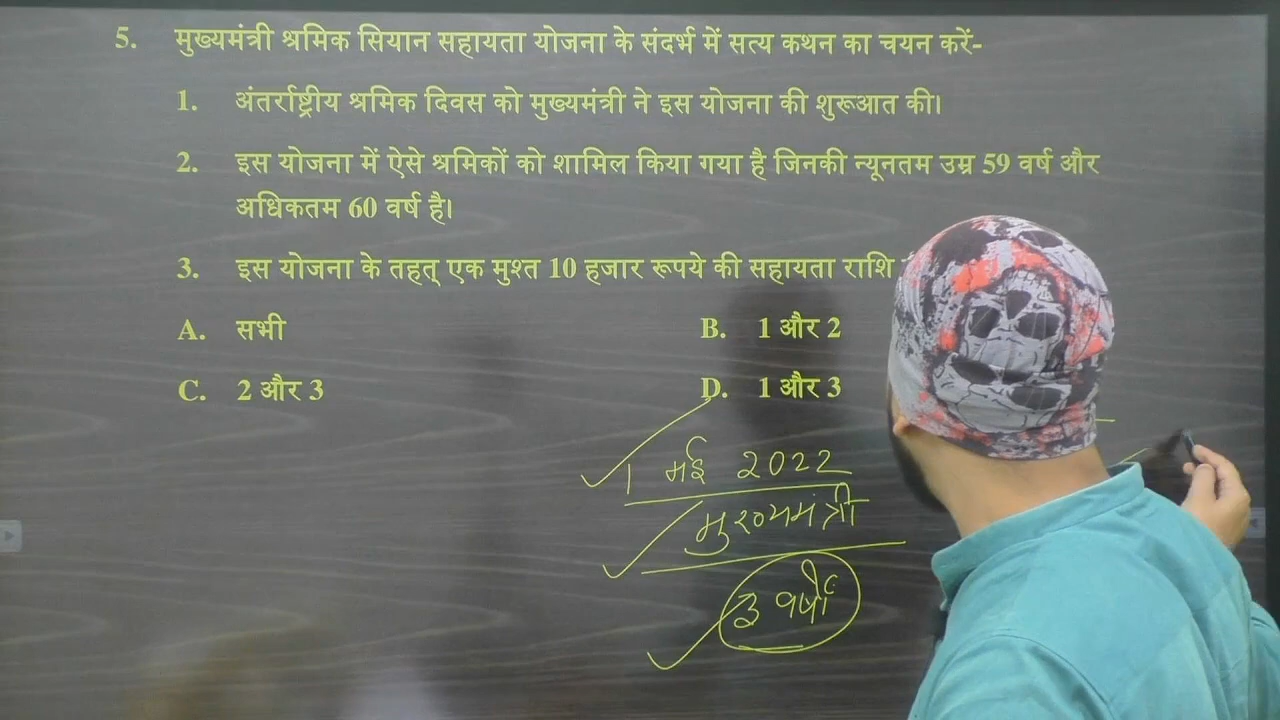 5. मुख्यमंत्री श्रमिक सियान सहायता योजना के संदर्भ में सत्य कथन का चयन करें-
1. अंतर्राष्ट्रीय श्रमिक दिवस को मुख्यमंत्री ने इस योजना की शुरूआत की।
2. इस योजना में ऐसे श्रमिकों को शामिल किया गया है जिनकी न्यूनतम उम्र 59 वर्ष और
अधिकतम 60 वर्ष है।
3. इस योजना के तहत् एक मुश्त 10 हजार रूपये की सहायता राशि
A. सभी B. 1 और 2
C. 2 और 3 D. 1 और 3
1 मई 2022
मुख्यमंत्री
3 वर्षों